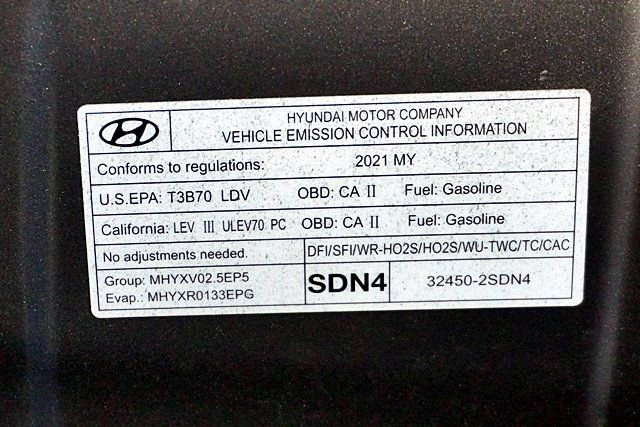 HYUNDAI MOTOR COMPANY
VEHICLE EMISSION CONTROL INFORMATION
Conforms to regulations: 2021 MY
U.S.EPA: T3B70 LDV OBD: CA II Fuel: Gasoline
California: LEV III ULEV70 PC OBD: CA II Fuel: Gasoline
No adjustments needed. DFI/SFI/WR-HO2S/HO2S/WU-TWC/TC/CAC
Group: MHYXV02.5EP5
Evap.: MHYXR0133EPG
SDN4 32450-2SDN4